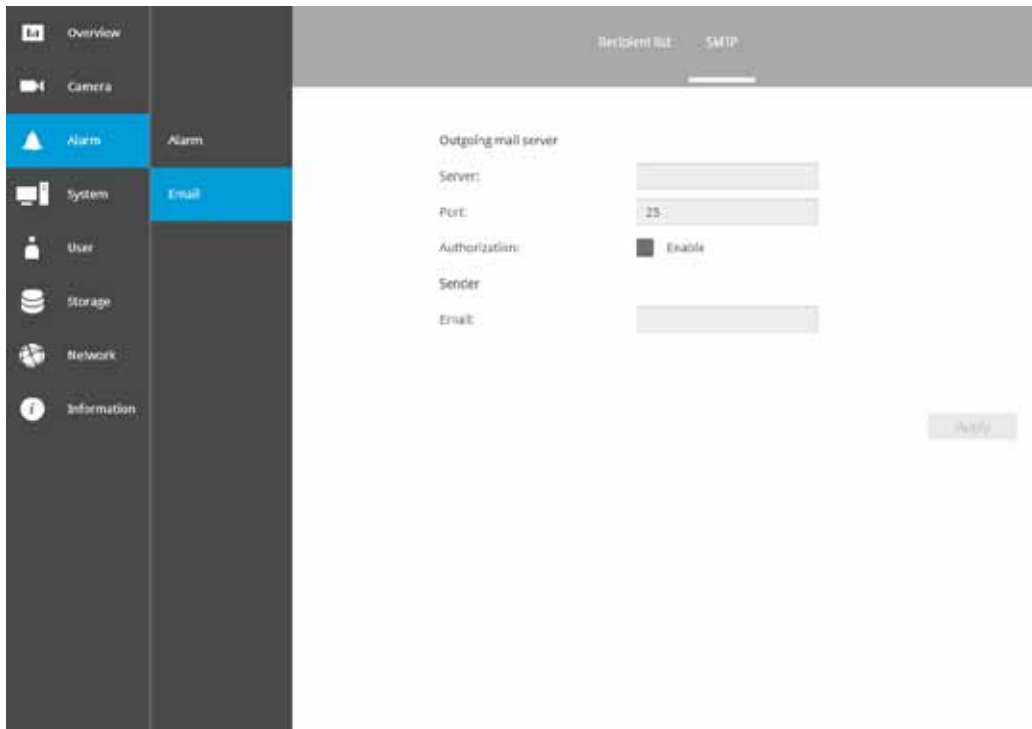 Overview
Camera
Alarm
System
User
Storage
Network
Information
Alarm
Email
Recipient list SMTP
Outgoing mail server
Server:
Port: 25
Authorization: Enable
Sender
Email:
Apply